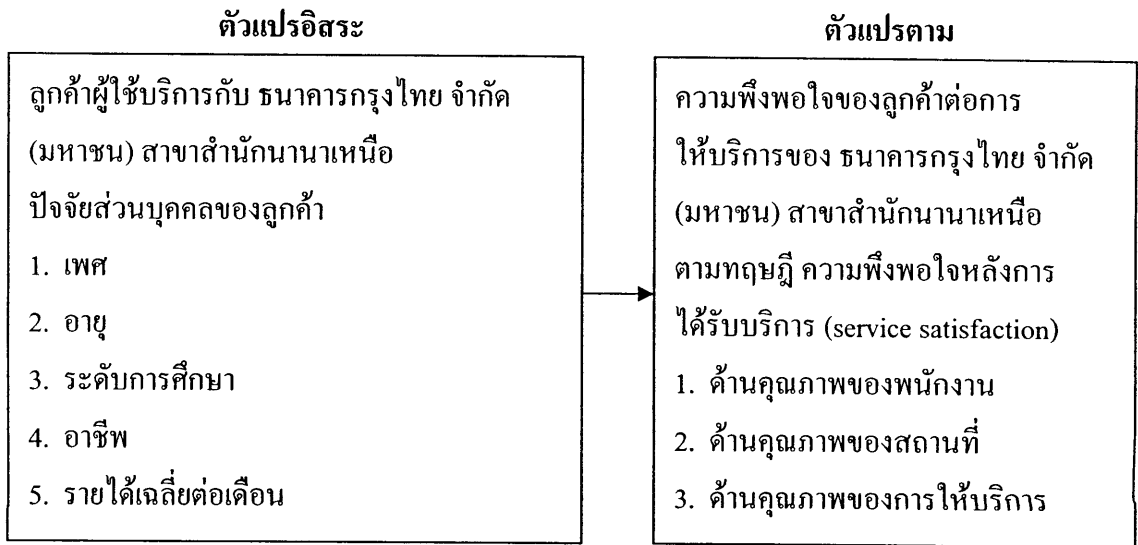 ตัวแปรอิสระ
ลูกค้าผู้ใช้บริการกับ ธนาคารกรุงไทย จำกัด
(มหาชน) สาขาสำนักนานาเหนือ
ปัจจัยส่วนบุคคลของลูกค้า
1. เพศ
2. อายุ
3. ระดับการศึกษา
4. อาชีพ
5. รายได้เฉลี่ยต่อเดือน
ตัวแปรตาม
ความพึงพอใจของลูกค้าต่อการ
ให้บริการของ ธนาคารกรุงไทย จำกัด
(มหาชน) สาขาสำนักนานาเหนือ
ตามทฤษฎี ความพึงพอใจหลังการ
ได้รับบริการ (service satisfaction)
1. ด้านคุณภาพของพนักงาน
2. ด้านคุณภาพของสถานที่
3. ด้านคุณภาพของการให้บริการ